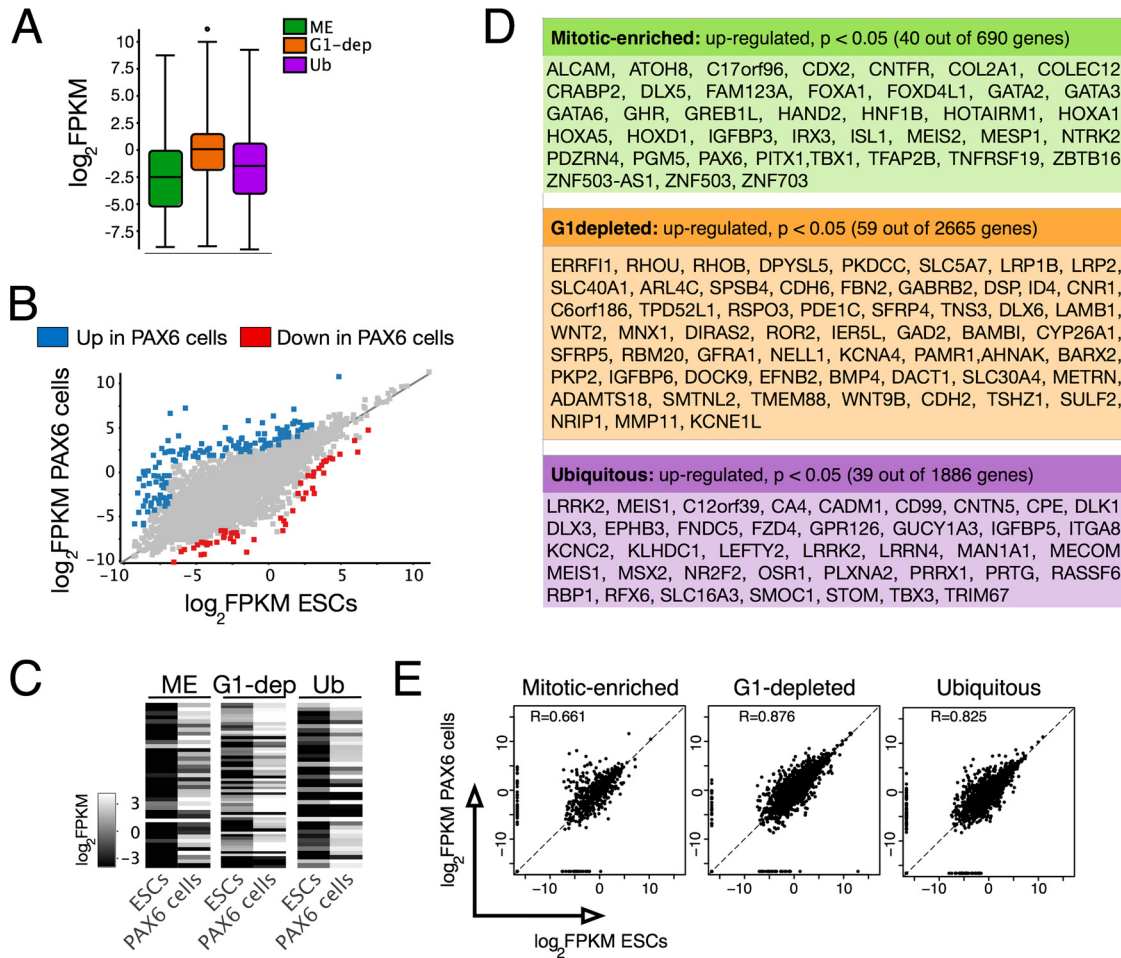 A
ME
G1-dep
Ub
log2FPKM
10
7.5
5.0
2.5
0
-2.5
-5.0
-7.5
B
Up in PAX6 cells
Down in PAX6 cells
log2FPKM PAX6 cells
10
5
0
−5
−10
−10
−5
0
5
10
log2FPKM ESCs
C
ME
G1-dep
Ub
log2FPKM
3
0
−3
ESCs
PAX6 cells
ESCs
PAX6 cells
ESCs
PAX6 cells
D
Mitotic-enriched: up-regulated, p < 0.05 (40 out of 690 genes)
ALCAM, ATOH8, C17orf96, CDX2, CNTFR, COL2A1, COLEC12
CRABP2, DLX5, FAM123A, FOXA1, FOXD4L1, GATA2, GATA3
GATA6, GHR, GREB1L, HAND2, HNF1B, HOTAIRM1, HOXA1
HOXA5, HOXD1, IGFBP3, IRX3, ISL1, MEIS2, MESP1, NTRK2
PDZRN4, PGM5, PAX6, PITX1,TBX1, TFAP2B, TNFRSF19, ZBTB16
ZNF503-AS1, ZNF503, ZNF703
G1depleted: up-regulated, p < 0.05 (59 out of 2665 genes)
ERRFI1, RHOU, RHOB, DPYSL5, PKDCC, SLC5A7, LRP1B, LRP2,
SLC40A1, ARL4C, SPSB4, CDH6, FBN2, GABRB2, DSP, ID4, CNR1,
C6orf186, TPD52L1, RSPO3, PDE1C, SFRP4, TNS3, DLX6, LAMB1,
WNT2, MNX1, DIRAS2, ROR2, IER5L, GAD2, BAMBI, CYP26A1,
SFRP5, RBM20, GFRA1, NELL1, KCNA4, PAMR1,AHNAK, BARX2,
PKP2, IGFBP6, DOCK9, EFNB2, BMP4, DACT1, SLC30A4, METRN,
ADAMTS18, SMTNL2, TMEM88, WNT9B, CDH2, TSHZ1, SULF2,
NRIP1, MMP11, KCNE1L
Ubiquitous: up-regulated, p < 0.05 (39 out of 1886 genes)
LRRK2, MEIS1, C12orf39, CA4, CADM1, CD99, CNTN5, CPE, DLK1
DLX3, EPHB3, FNDC5, FZD4, GPR126, GUCY1A3, IGFBP5, ITGA8
KCNC2, KLHDC1, LEFTY2, LRRK2, LRRN4, MAN1A1, MECOM
MEIS1, MSX2, NR2F2, OSR1, PLXNA2, PRRX1, PRTG, RASSF6
RBP1, RFX6, SLC16A3, SMOC1, STOM, TBX3, TRIM67
E
Mitotic-enriched
G1-depleted
Ubiquitous
R=0.661
R=0.876
R=0.825
log2FPKM PAX6 cells
10
0
−10
10
0
−10
10
0
−10
−10
0
10
−10
0
10
−10
0
10
log2FPKM ESCs